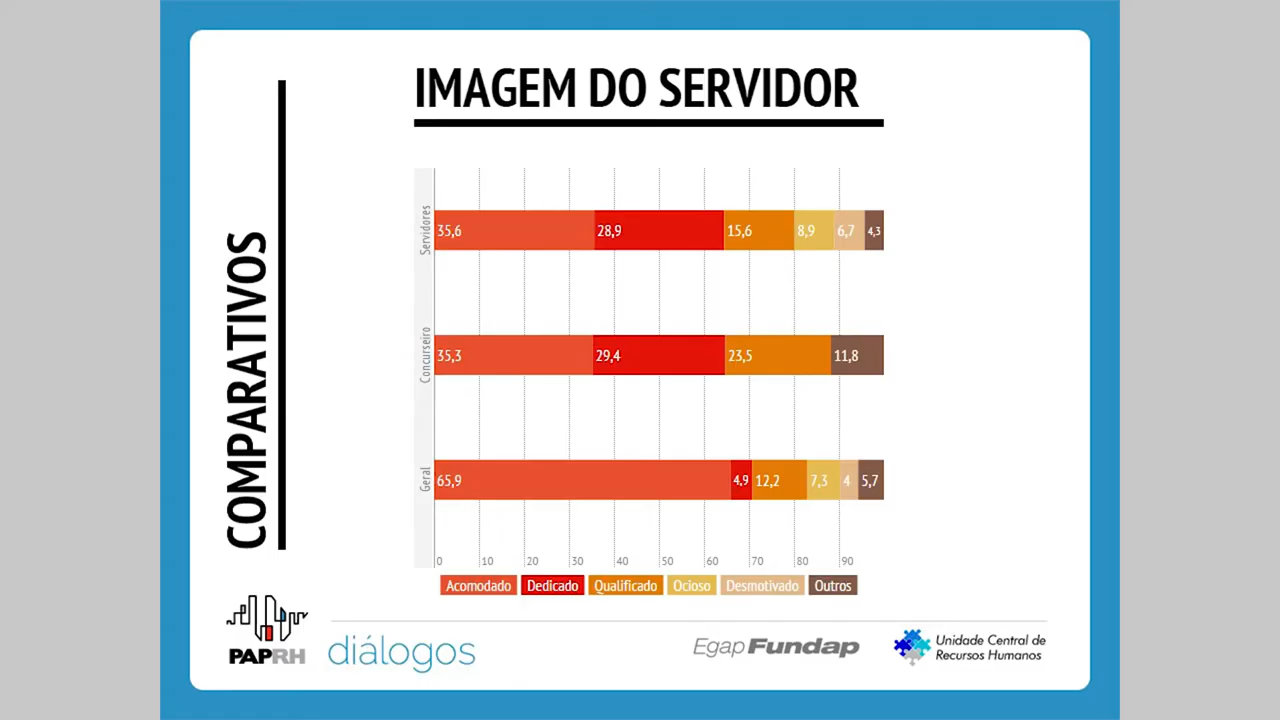 IMAGEM DO SERVIDOR
COMPARATIVOS
Servidores
35,6 28,9 15,6 8,9 6,7 4,3
Concurseiro
35,3 29,4 23,5 11,8
Geral
65,9 4,9 12,2 7,3 4 5,7
0 10 20 30 40 50 60 70 80 90
Acomodado Dedicado Qualificado Ocioso Desmotivado Outros
PAPRH
diálogos
Egap Fundap
Unidade Central de
Recursos Humanos